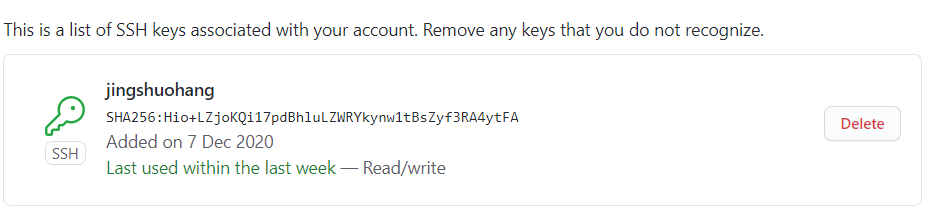 This is a list of SSH keys associated with your account. Remove any keys that you do not recognize.
jingshuohang
SHA256:Hio+LZjoKQi17pdBhluLZWRYkynw1tBsZyf3RA4ytFA
Added on 7 Dec 2020
Last used within the last week — Read/write
SSH
Delete